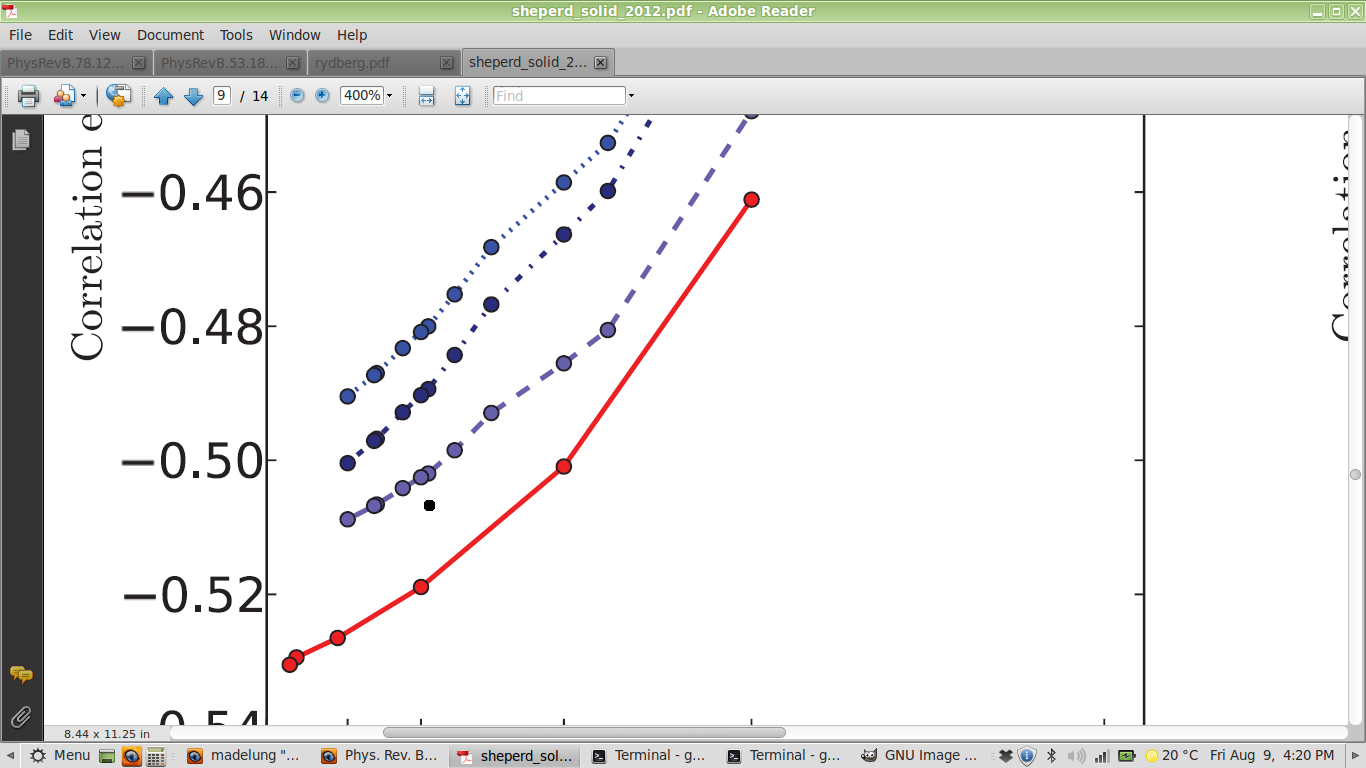 sheperd_solid_2012.pdf - Adobe Reader
File Edit View Document Tools Window Help
PhysRevB.78.12... PhysRevB.53.18... rydberg.pdf sheperd_solid_2...
9 / 14 400% Find
Correlation e
−0.46
−0.48
−0.50
−0.52
0.54
Correlation
C
8.44 x 11.25 in
Menu madelung "... Phys. Rev. B... sheperd_sol... Terminal - g... Terminal - g... GNU Image ... 20 °C Fri Aug 9, 4:20 PM